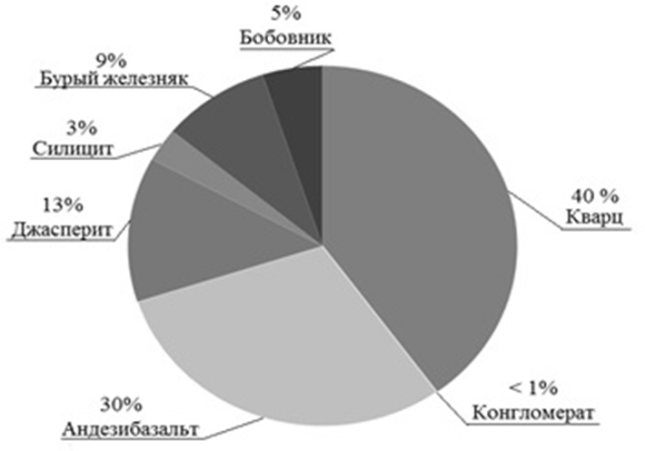 5%
Бобовник
9%
Бурый железняк
3%
Силицит
13%
Джасперит
40 %
Кварц
< 1%
Конгломерат
30%
Андезибазальт